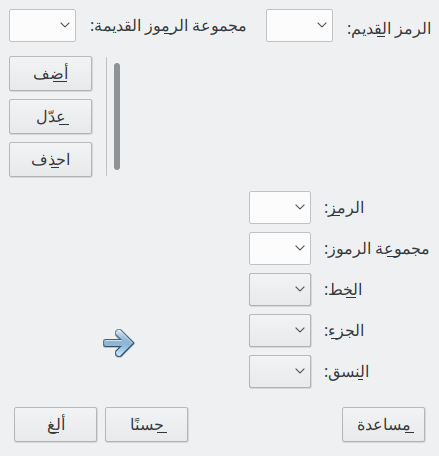 الرمز القديم:
مجموعة الرموز القديمة:
أضف
عدّل
احذف
الرمز:
مجموعة الرموز:
الخط:
الجزء:
النسق:
مساعدة
حسنًا
ألغ